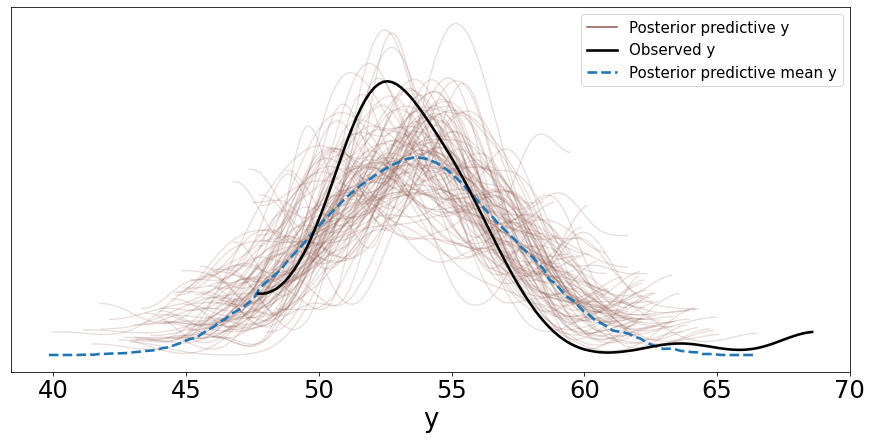 Posterior predictive y
Observed y
Posterior predictive mean y
40 45 50 55 60 65 70
y